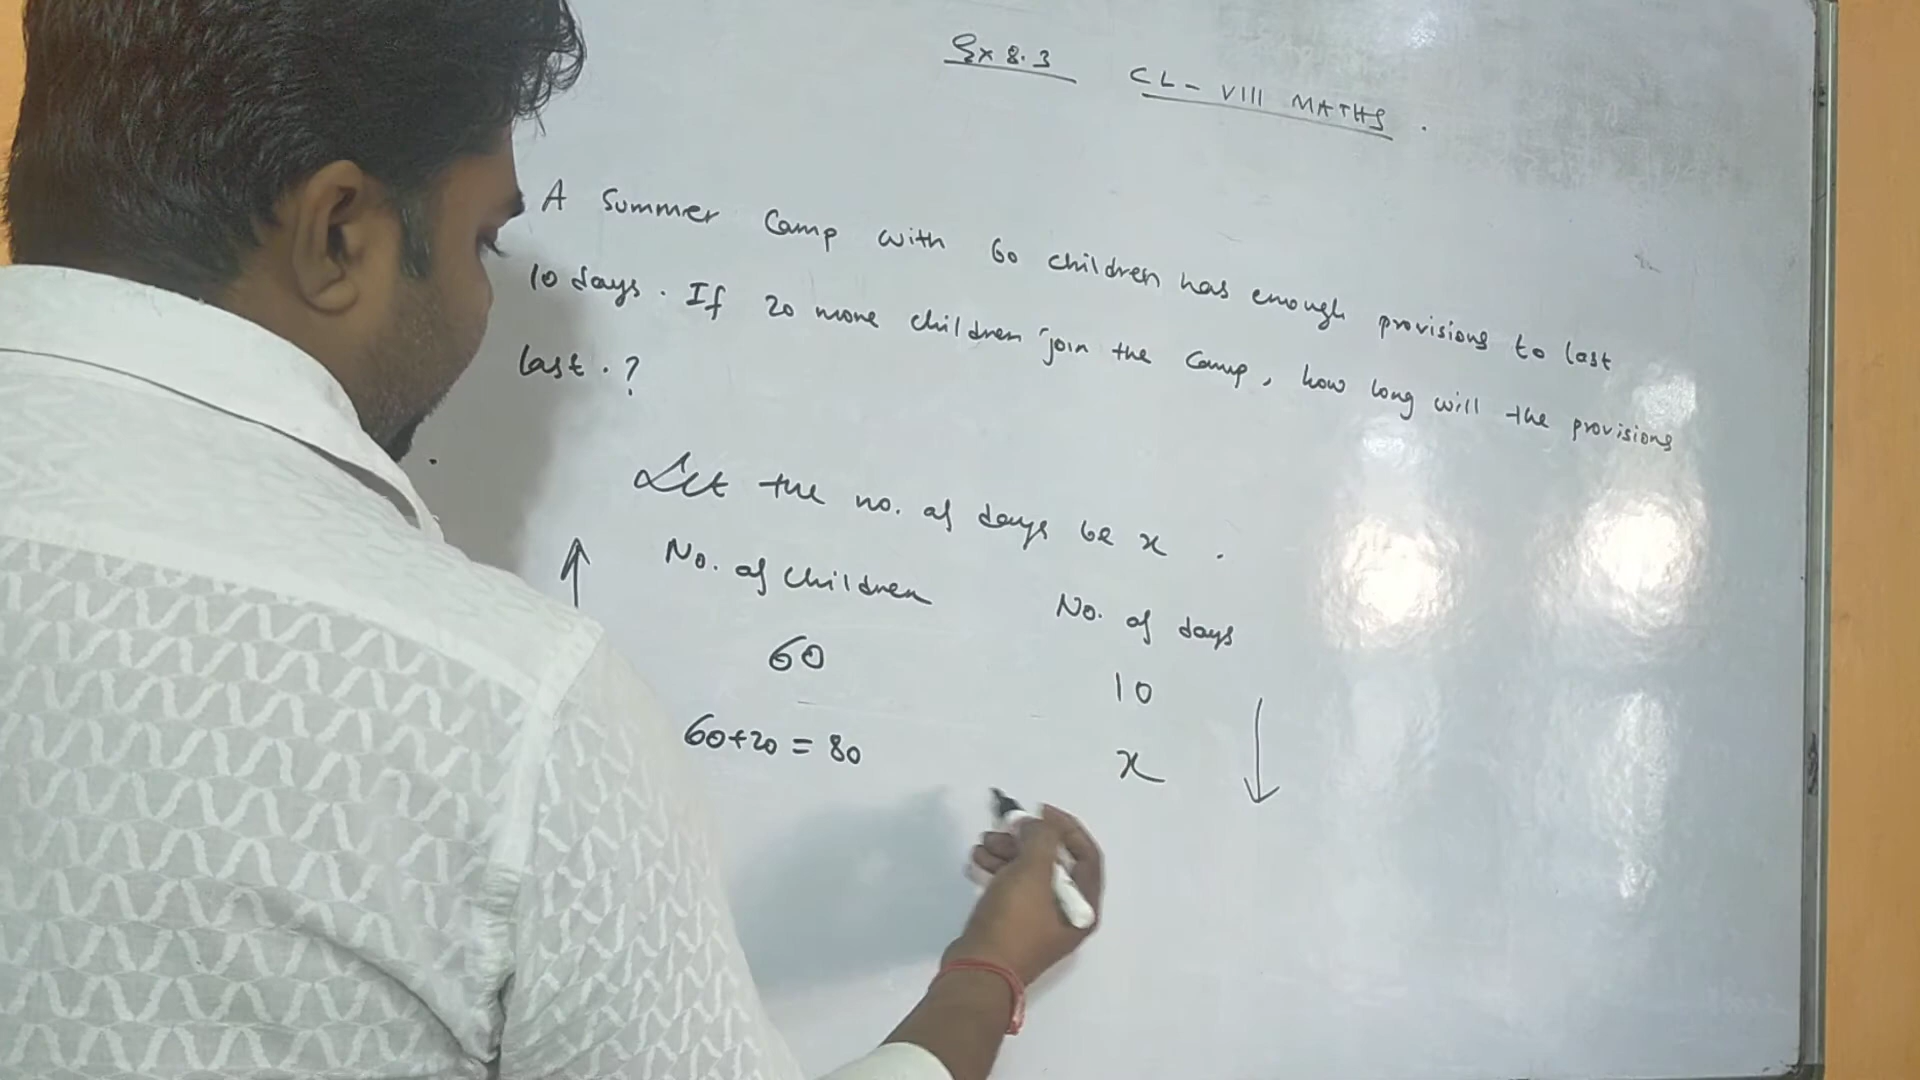 Ex 8.3 CL- VIII MATHS.
A Summer Camp with 60 children has enough provisions to last
10 days. If 20 more children join the Camp, how long will the provisions
last.?
Let the no. of days be x.
No. of children No. of days
60 10
60+20 = 80 x